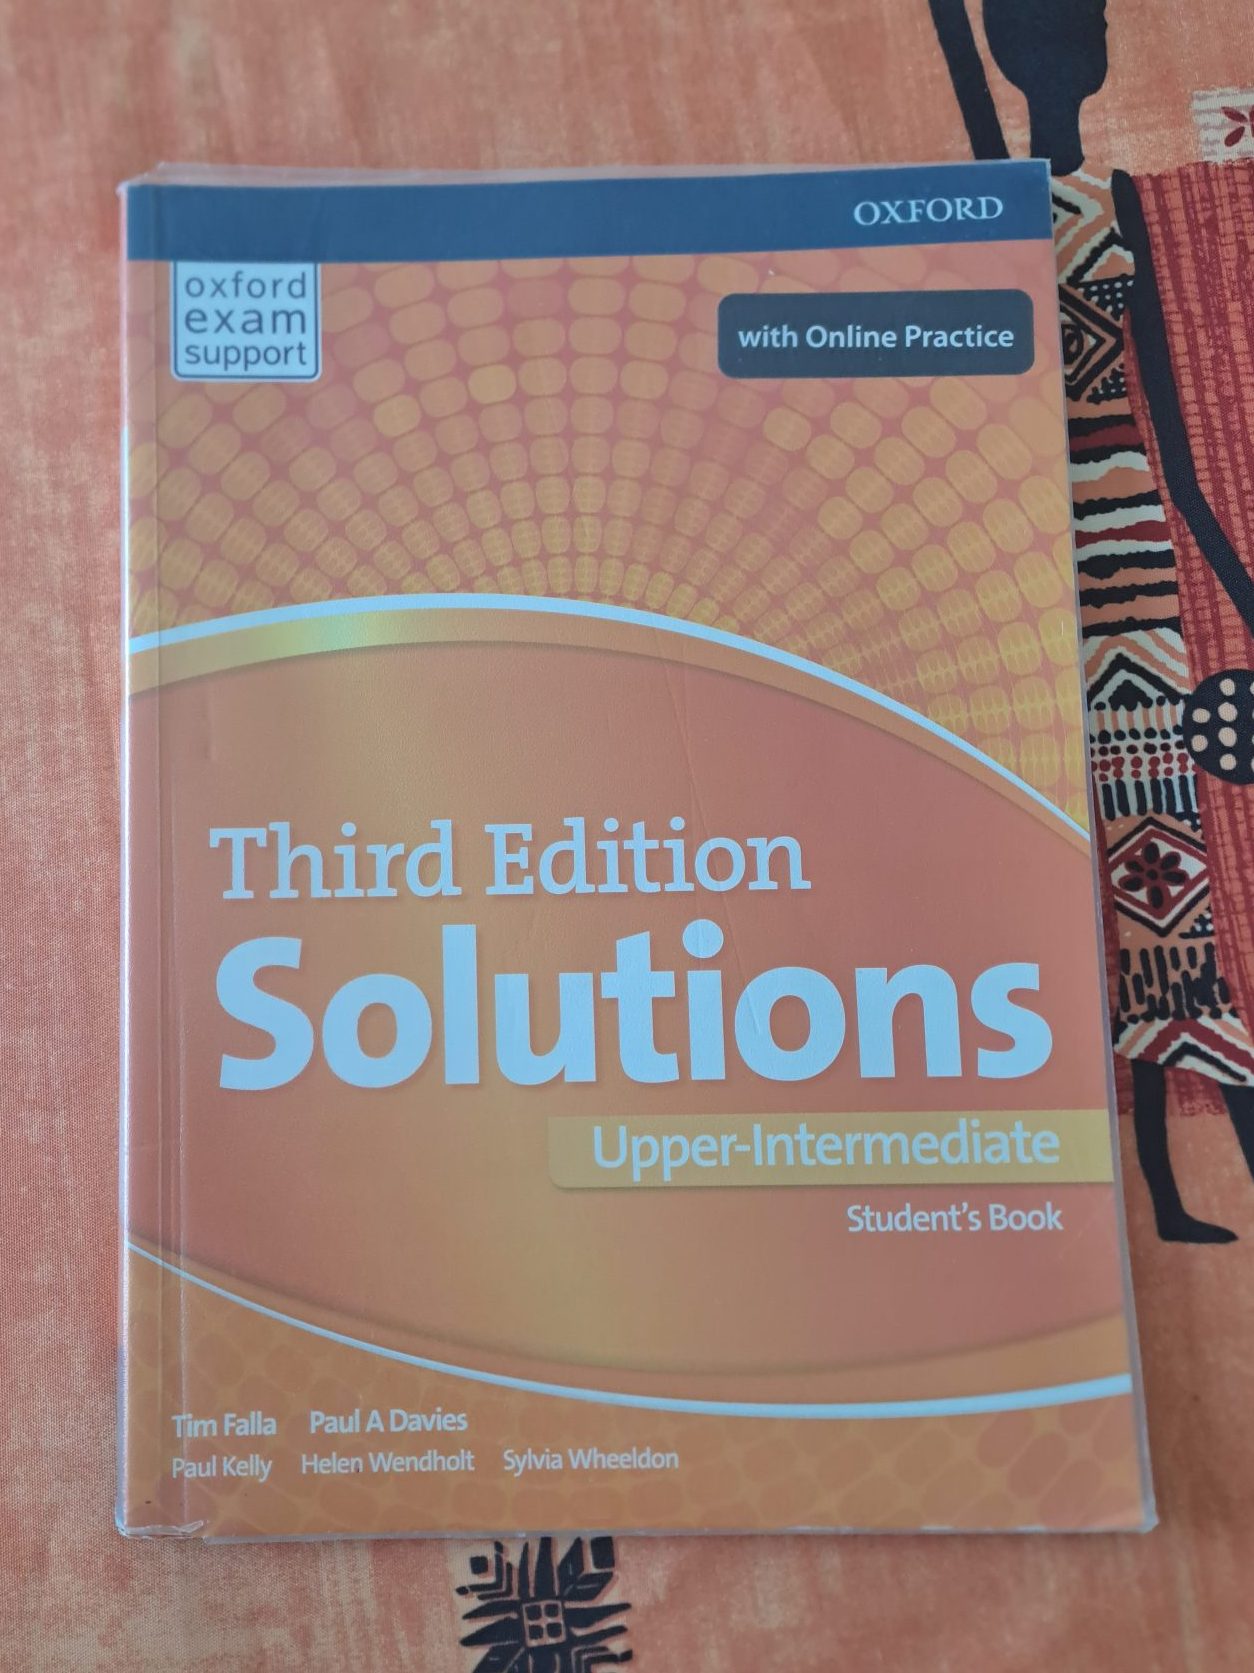 OXFORD
oxford
exam
support
with Online Practice
Third Edition
Solutions
Upper-Intermediate
Student's Book
Tim Falla Paul A Davies
Paul Kelly Helen Wendholt Sylvia Wheeldon